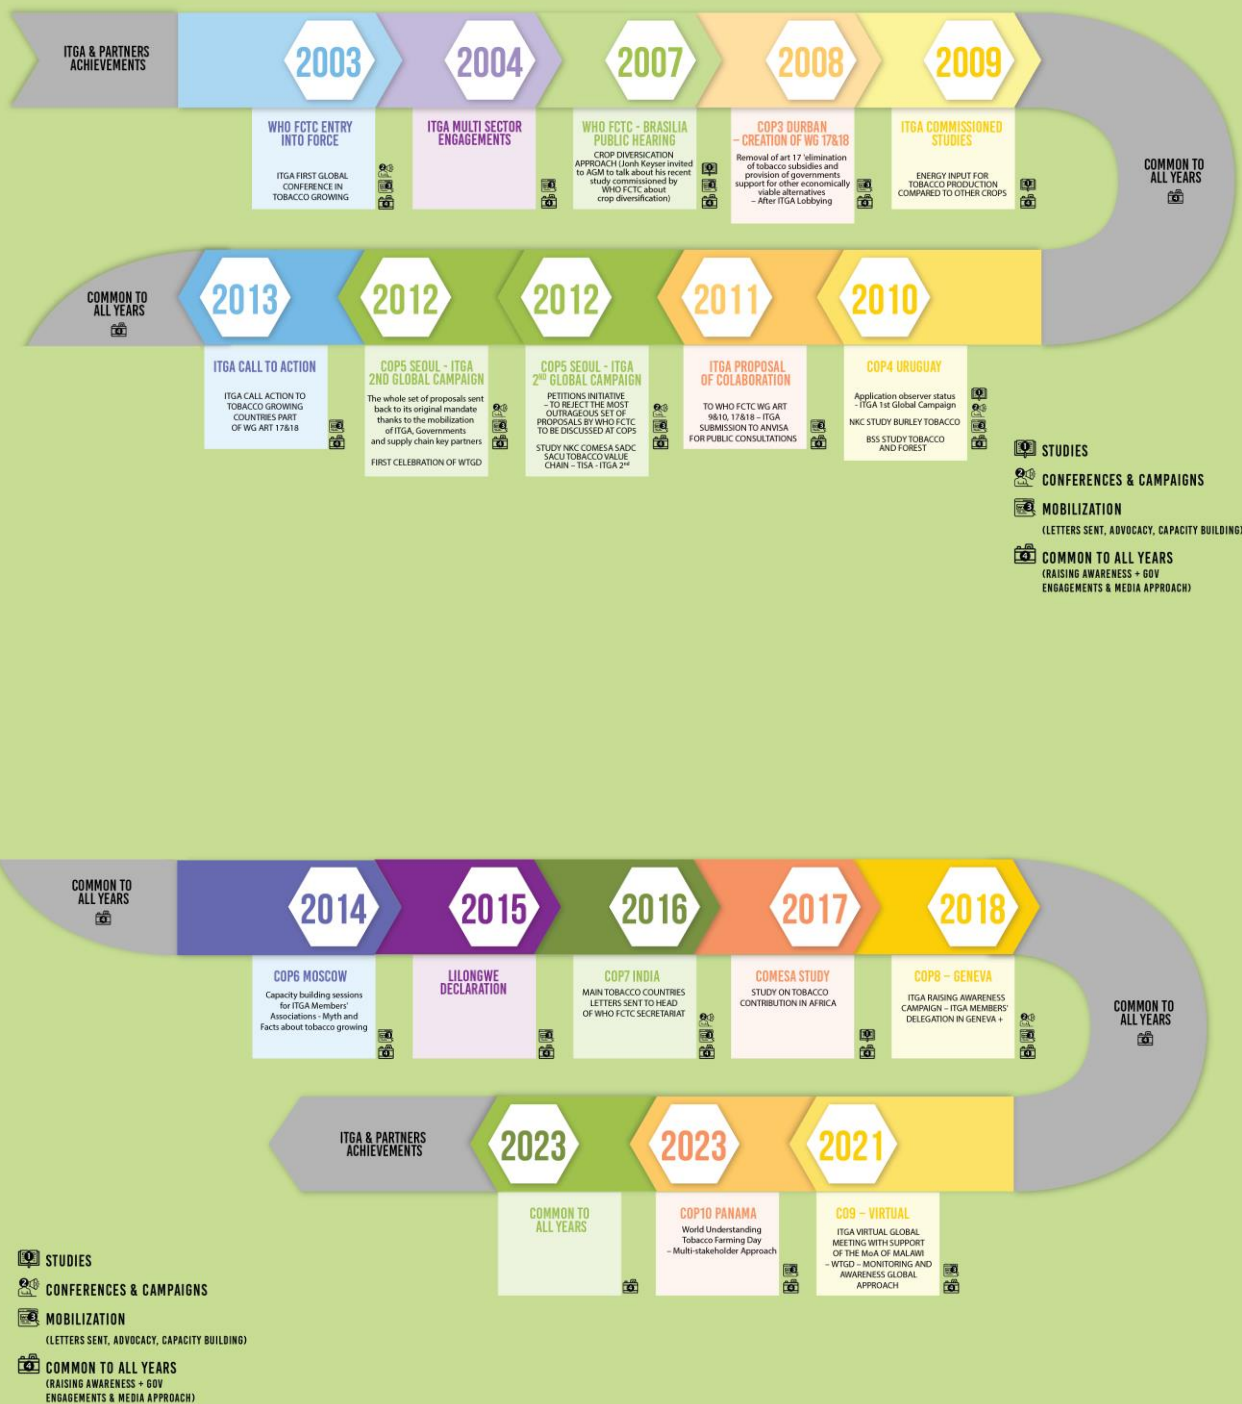 ITGA & PARTNERS
ACHIEVEMENTS
2003
2004
2007
2008
2009
WHO FCTC ENTRY
INTO FORCE
ITGA FIRST GLOBAL
CONFERENCE IN
TOBACCO GROWING
ITGA MULTI SECTOR
ENGAGEMENTS
WHO FCTC - BRASILIA
PUBLIC HEARING
CROP DIVERSICATION
APPROACH (Jonh Keyser invited
to AGM to talk about his recent
study commissioned by
WHO FCTC about
crop diversification)
COP3 DURBAN
– CREATION OF WG 17&18
Removal of art 17 'elimination
of tobacco subsidies and
provision of governments
support for other economically
viable alternatives
– After ITGA Lobbying
ITGA COMMISSIONED
STUDIES
ENERGY INPUT FOR
TOBACCO PRODUCTION
COMPARED TO OTHER CROPS
COMMON TO
ALL YEARS
COMMON TO
ALL YEARS
2013
2012
2012
2011
2010
ITGA CALL TO ACTION
ITGA CALL ACTION TO
TOBACCO GROWING
COUNTRIES PART
OF WG ART 17&18
COP5 SEOUL - ITGA
2ND GLOBAL CAMPAIGN
The whole set of proposals sent
back to its original mandate
thanks to the mobilization
of ITGA, Governments
and supply chain key partners
FIRST CELEBRATION OF WTGD
COP5 SEOUL - ITGA
2ND GLOBAL CAMPAIGN
PETITIONS INITIATIVE
– TO REJECT THE MOST
OUTRAGEOUS SET OF
PROPOSALS BY WHO FCTC
TO BE DISCUSSED AT COPS
STUDY NKC COMESA SADC
SACU TOBACCO VALUE
CHAIN – TISA - ITGA 2nd
ITGA PROPOSAL
OF COLABORATION
TO WHO FCTC WG ART
9&10, 17&18 – ITGA
SUBMISSION TO ANVISA
FOR PUBLIC CONSULTATIONS
COP4 URUGUAY
Application observer status
- ITGA 1st Global Campaign
NKC STUDY BURLEY TOBACCO
BSS STUDY TOBACCO
AND FOREST
STUDIES
CONFERENCES & CAMPAIGNS
MOBILIZATION
(LETTERS SENT, ADVOCACY, CAPACITY BUILDING)
COMMON TO ALL YEARS
(RAISING AWARENESS + GOV
ENGAGEMENTS & MEDIA APPROACH)
COMMON TO
ALL YEARS
2014
2015
2016
2017
2018
COP6 MOSCOW
Capacity building sessions
for ITGA Members'
Associations - Myth and
Facts about tobacco growing
LILONGWE
DECLARATION
COP7 INDIA
MAIN TOBACCO COUNTRIES
LETTERS SENT TO HEAD
OF WHO FCTC SECRETARIAT
COMESA STUDY
STUDY ON TOBACCO
CONTRIBUTION IN AFRICA
COP8 – GENEVA
ITGA RAISING AWARENESS
CAMPAIGN – ITGA MEMBERS'
DELEGATION IN GENEVA +
COMMON TO
ALL YEARS
ITGA & PARTNERS
ACHIEVEMENTS
2023
2023
2021
COMMON TO
ALL YEARS
COP10 PANAMA
World Understanding
Tobacco Farming Day
– Multi-stakeholder Approach
CO9 – VIRTUAL
ITGA VIRTUAL GLOBAL
MEETING WITH SUPPORT
OF THE MoA OF MALAWI
– WTGD – MONITORING AND
AWARENESS GLOBAL
APPROACH
STUDIES
CONFERENCES & CAMPAIGNS
MOBILIZATION
(LETTERS SENT, ADVOCACY, CAPACITY BUILDING)
COMMON TO ALL YEARS
(RAISING AWARENESS + GOV
ENGAGEMENTS & MEDIA APPROACH)